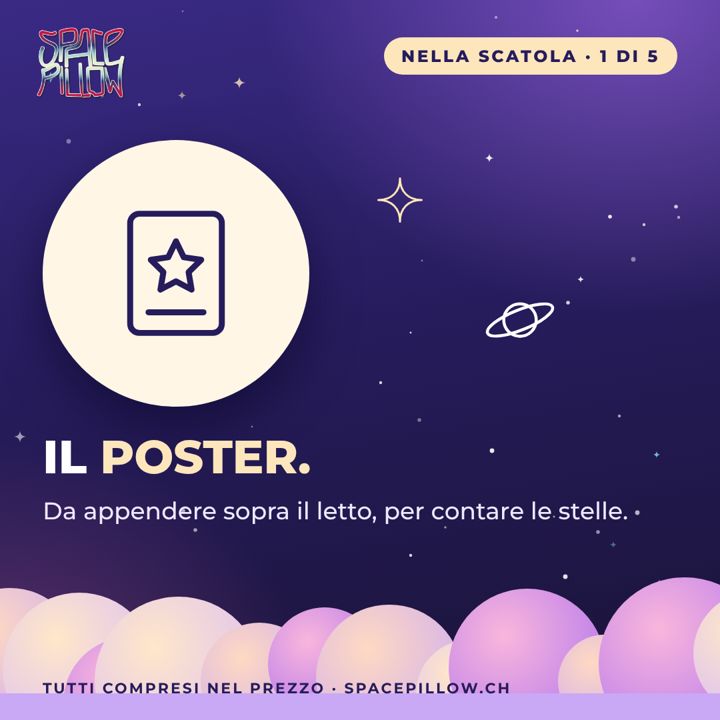 SPACE
PILLOW
NELLA SCATOLA · 1 DI 5
IL POSTER.
Da appendere sopra il letto, per contare le stelle.
TUTTI COMPRESI NEL PREZZO · SPACEPILLOW.CH